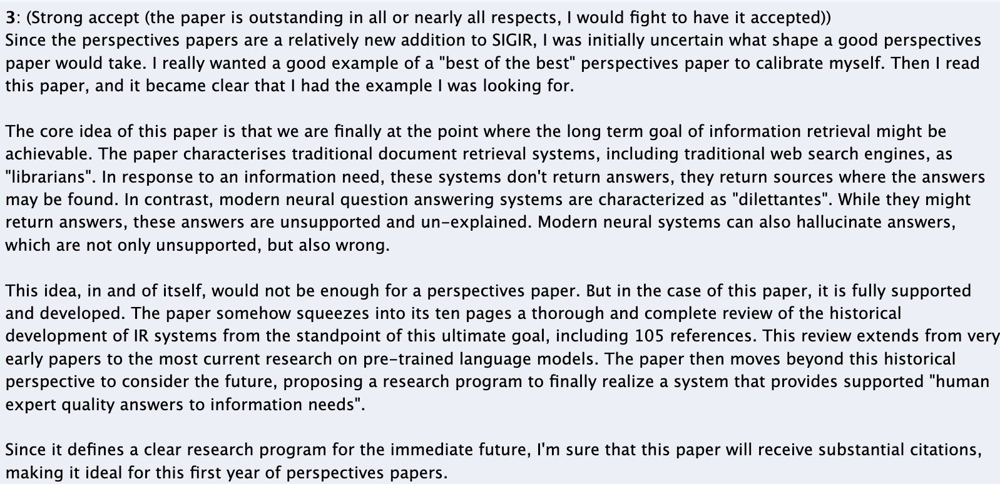 3: (Strong accept (the paper is outstanding in all or nearly all respects, I would fight to have it accepted))
Since the perspectives papers are a relatively new addition to SIGIR, I was initially uncertain what shape a good perspectives
paper would take. I really wanted a good example of a "best of the best" perspectives paper to calibrate myself. Then I read
this paper, and it became clear that I had the example I was looking for.

The core idea of this paper is that we are finally at the point where the long term goal of information retrieval might be
achievable. The paper characterises traditional document retrieval systems, including traditional web search engines, as
"librarians". In response to an information need, these systems don't return answers, they return sources where the answers
may be found. In contrast, modern neural question answering systems are characterized as "dilettantes". While they might
return answers, these answers are unsupported and un-explained. Modern neural systems can also hallucinate answers,
which are not only unsupported, but also wrong.

This idea, in and of itself, would not be enough for a perspectives paper. But in the case of this paper, it is fully supported
and developed. The paper somehow squeezes into its ten pages a thorough and complete review of the historical
development of IR systems from the standpoint of this ultimate goal, including 105 references. This review extends from very
early papers to the most current research on pre-trained language models. The paper then moves beyond this historical
perspective to consider the future, proposing a research program to finally realize a system that provides supported "human
expert quality answers to information needs".

Since it defines a clear research program for the immediate future, I'm sure that this paper will receive substantial citations,
making it ideal for this first year of perspectives papers.